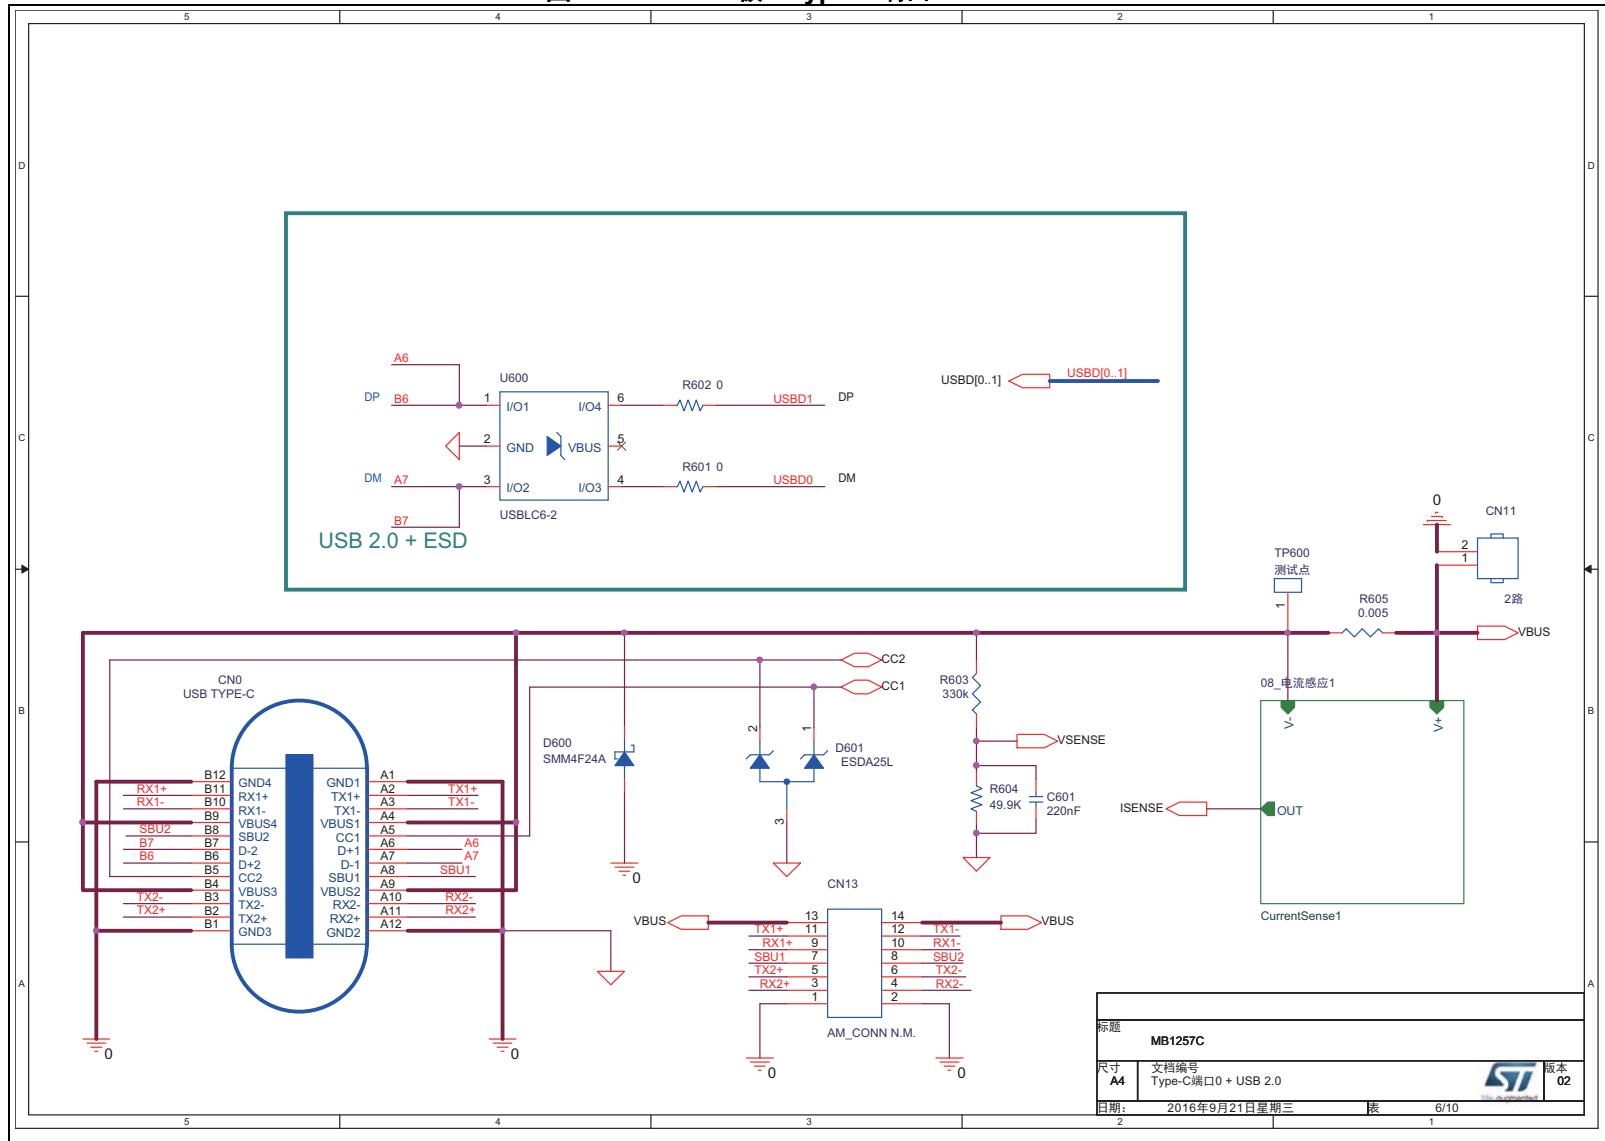 5 4 3 2 1
D D
C C
B B
A A
A6
U600
DP B6 1 I/O1 I/O4 6 R602 0 USBD1 DP
2 GND VBUS 5
DM A7 3 I/O2 I/O3 4 R601 0 USBD0 DM
B7 USBLC6-2
USB 2.0 + ESD
USBD[0..1] USBD[0..1]
0
CN11
2
1
2路
TP600
测试点
1
R605
0.005
VBUS
CC2
CC1
CN0
USB TYPE-C
B12 GND4 GND1 A1
RX1+ B11 RX1+ TX1+ A2 TX1+
RX1- B10 RX1- TX1- A3 TX1-
B9 VBUS4 VBUS1 A4
SBU2 B8 SBU2 CC1 A5
B7 B7 D-2 D+1 A6 A6
B6 B6 D+2 D-1 A7 A7
B5 CC2 SBU1 A8 SBU1
B4 VBUS3 VBUS2 A9
TX2- B3 TX2- RX2- A10 RX2-
TX2+ B2 TX2+ RX2+ A11 RX2+
B1 GND3 GND2 A12
0 0
D600
SMM4F24A
0
2 1
D601
ESDA25L
3
R603
330k
VSENSE
R604
49.9K
C601
220nF
08_电流感应1
V- V+
ISENSE OUT
CurrentSense1
CN13
VBUS 13 14 VBUS
TX1+ 11 12 TX1-
RX1+ 9 10 RX1-
SBU1 7 8 SBU2
TX2+ 5 6 TX2-
RX2+ 3 4 RX2-
1 2
AM_CONN N.M.
0 0
标题
MB1257C
尺寸 文档编号 版本
A4 Type-C端口0 + USB 2.0 02
日期: 2016年9月21日星期三 表 6/10
5 4 3 2 1